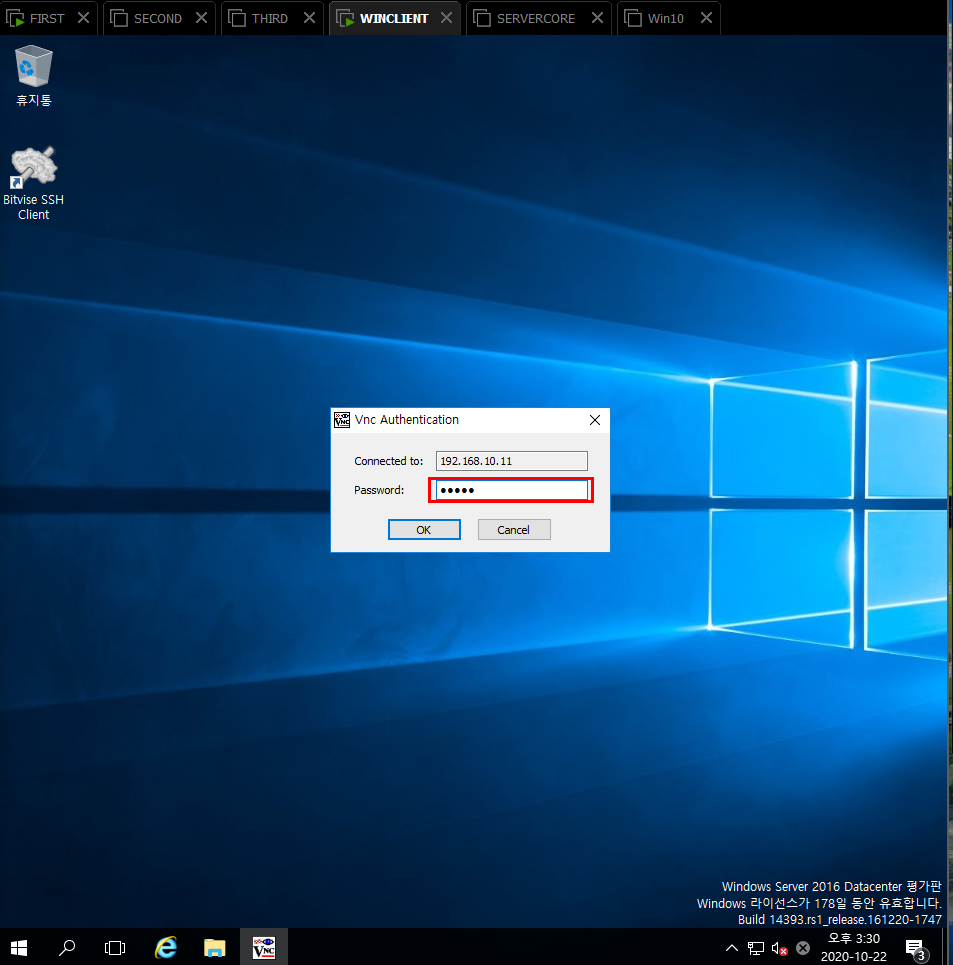 FIRST
SECOND
THIRD
WINCLIENT
SERVERCORE
Win10
휴지통
Bitvise SSH
Client
Vnc Authentication
Connected to:
192.168.10.11
Password:
●●●●●
OK
Cancel
Windows Server 2016 Datacenter 평가판
Windows 라이선스가 178일 동안 유효합니다.
Build 14393.rs1_release.161220-1747
오후 3:30
2020-10-22
3